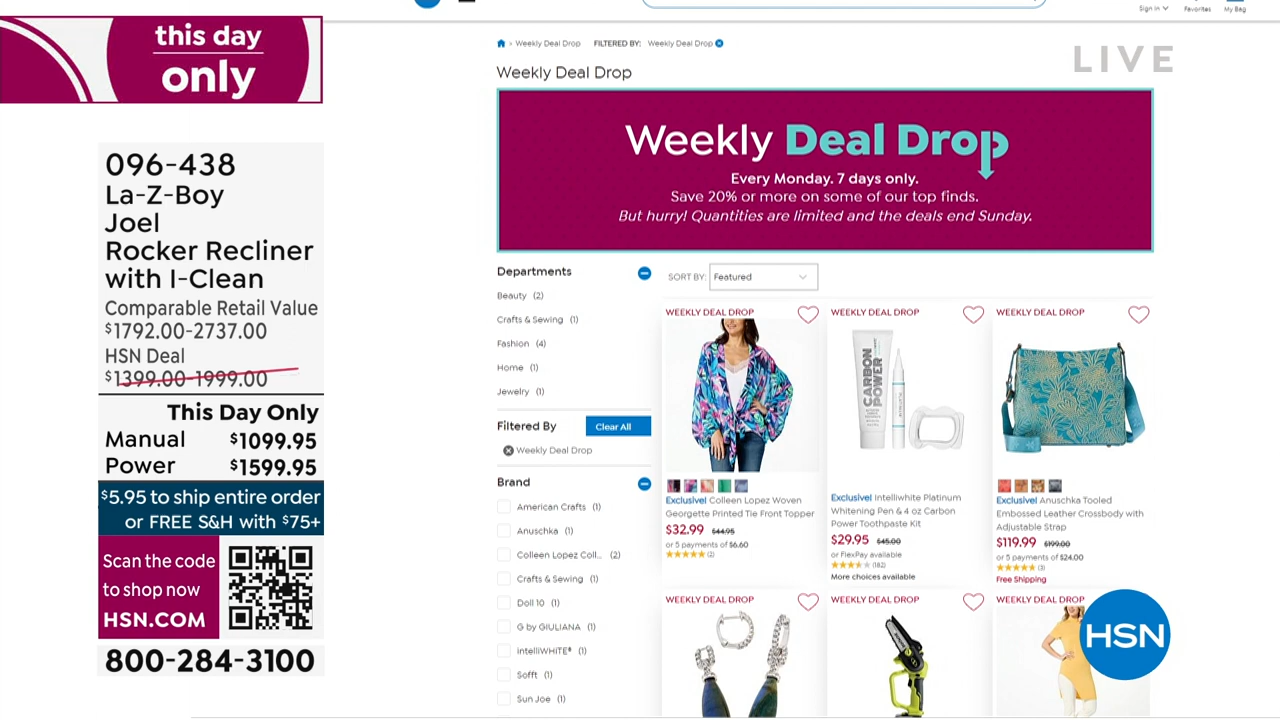 Sign In
Favorites
My Bag
this day
only
096-438
La-Z-Boy
Joel
Rocker Recliner
with I-Clean
Comparable Retail Value
$1792.00-2737.00
HSN Deal
$1399.00-1999.00
This Day Only
Manual $1099.95
Power $1599.95
$5.95 to ship entire order
or FREE S&H with $75+
Scan the code
to shop now
HSN.COM
800-284-3100
> Weekly Deal Drop FILTERED BY: Weekly Deal Drop
LIVE
Weekly Deal Drop
Weekly Deal Drop
Every Monday. 7 days only.
Save 20% or more on some of our top finds.
But hurry! Quantities are limited and the deals end Sunday.
Departments
Beauty (2)
Crafts & Sewing (1)
Fashion (4)
Home (1)
Jewelry (1)
Filtered By Clear All
Weekly Deal Drop
Brand
American Crafts (1)
Anuschka (1)
Colleen Lopez Coll... (2)
Crafts & Sewing (1)
Doll 10 (1)
G by GIULIANA (1)
intelliWHiTE® (1)
Sofft (1)
Sun Joe (1)
SORT BY: Featured
WEEKLY DEAL DROP
Exclusive! Colleen Lopez Woven
Georgette Printed Tie Front Topper
$32.99 $44.95
or 5 payments of $6.60
(2)
WEEKLY DEAL DROP
CARBON
POWER
Exclusive! Intelliwhite Platinum
Whitening Pen & 4 oz Carbon
Power Toothpaste Kit
$29.95 $45.00
or FlexPay available
(182)
More choices available
WEEKLY DEAL DROP
Exclusive! Anuschka Tooled
Embossed Leather Crossbody with
Adjustable Strap
$119.99 $199.00
or 5 payments of $24.00
(3)
Free Shipping
WEEKLY DEAL DROP
WEEKLY DEAL DROP
WEEKLY DEAL DROP
HSN